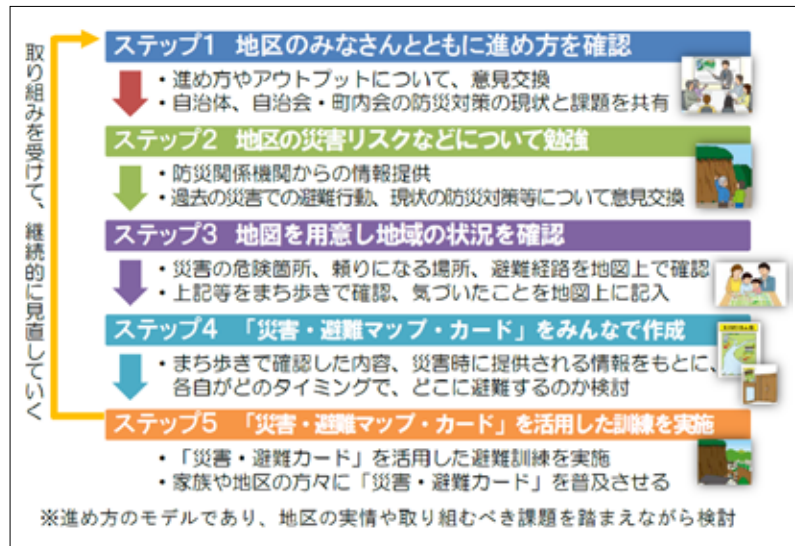 取り組みを受けて、継続的に見直していく
ステップ1 地区のみなさんとともに進め方を確認
・進め方やアウトプットについて、意見交換
・自治体、自治会・町内会の防災対策の現状と課題を共有
ステップ2 地区の災害リスクなどについて勉強
・防災関係機関からの情報提供
・過去の災害での避難行動、現状の防災対策等について意見交換
ステップ3 地図を用意し地域の状況を確認
・災害の危険箇所、頼りになる場所、避難経路を地図上で確認
・上記等をまち歩きで確認、気づいたことを地図上に記入
ステップ4 「災害・避難マップ・カード」をみんなで作成
・まち歩きで確認した内容、災害時に提供される情報をもとに、
各自がどのタイミングで、どこに避難するのか検討
ステップ5 「災害・避難マップ・カード」を活用した訓練を実施
・「災害・避難カード」を活用した避難訓練を実施
・家族や地区の方々に「災害・避難カード」を普及させる
※進め方のモデルであり、地区の実情や取り組むべき課題を踏まえながら検討